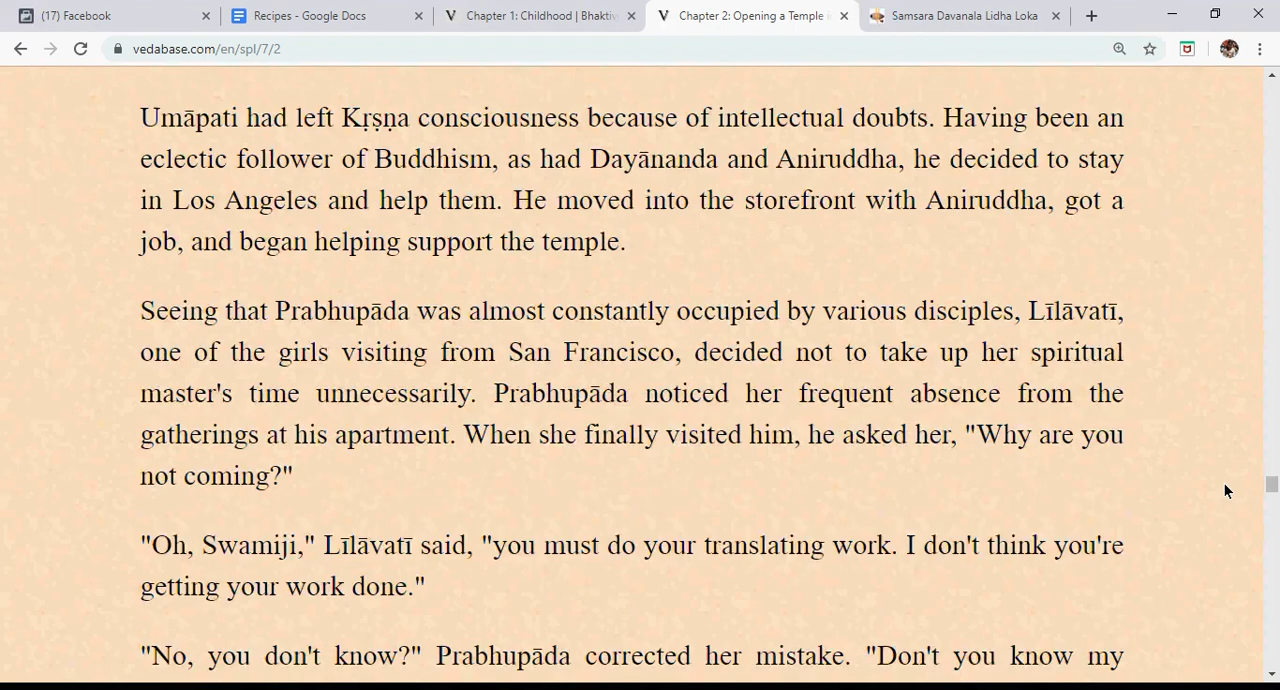 (17) Facebook
Recipes - Google Docs
Chapter 1: Childhood | Bhaktiv
Chapter 2: Opening a Temple i
Samsara Davanala Lidha Loka
vedabase.com/en/spl/7/2
Umāpati had left Kṛṣṇa consciousness because of intellectual doubts. Having been an
eclectic follower of Buddhism, as had Dayānanda and Aniruddha, he decided to stay
in Los Angeles and help them. He moved into the storefront with Aniruddha, got a
job, and began helping support the temple.
Seeing that Prabhupāda was almost constantly occupied by various disciples, Līlāvatī,
one of the girls visiting from San Francisco, decided not to take up her spiritual
master's time unnecessarily. Prabhupāda noticed her frequent absence from the
gatherings at his apartment. When she finally visited him, he asked her, "Why are you
not coming?"
"Oh, Swamiji," Līlāvatī said, "you must do your translating work. I don't think you're
getting your work done."
"No, you don't know?" Prabhupāda corrected her mistake. "Don't you know my